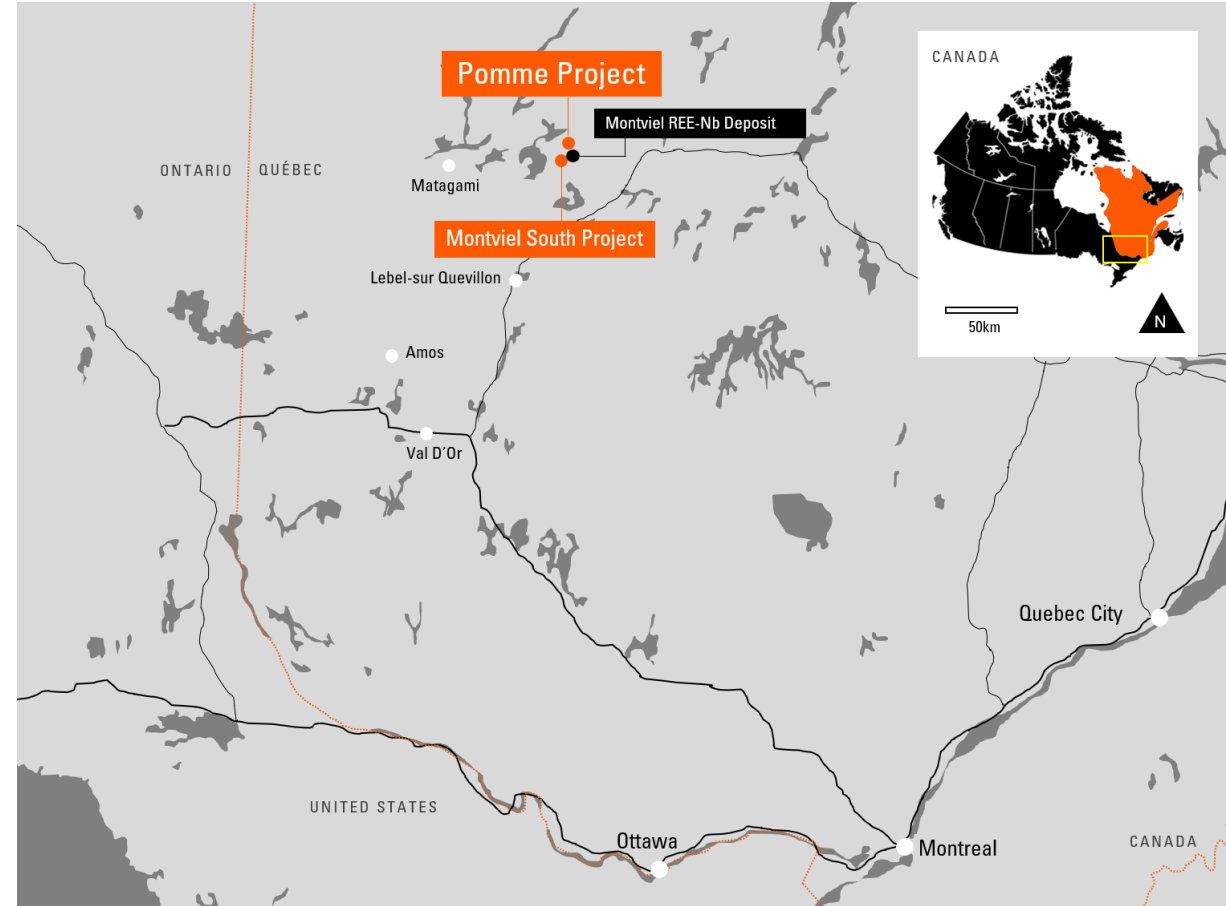 CANADA
Pomme Project
Montviel REE-Nb Deposit
ONTARIO
QUÉBEC
Matagami
Montviel South Project
Lebel-sur Quevillon
50km
N
Amos
Val D'Or
Quebec City
UNITED STATES
Ottawa
Montreal
CANADA